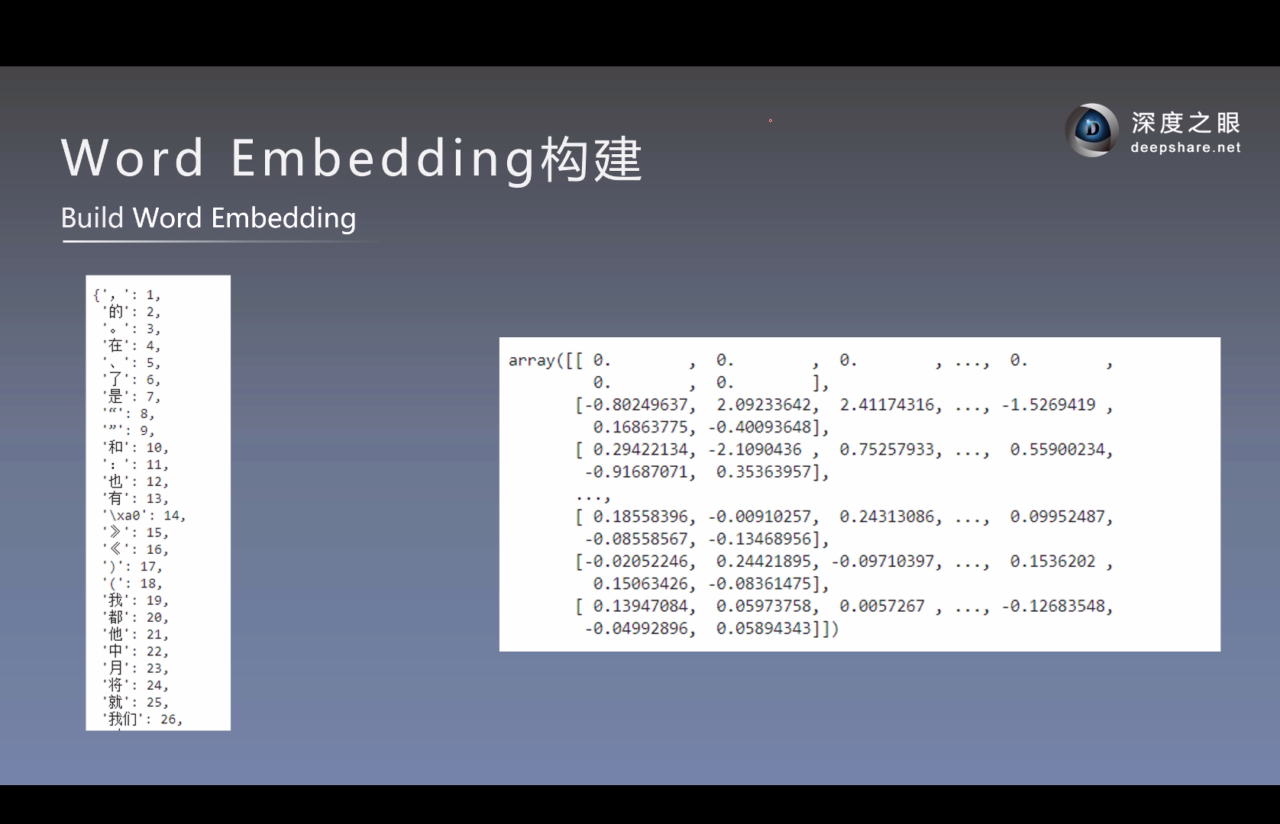 Word Embedding构建
深度之眼
deepshare.net
Build Word Embedding
{'，': 1,
'的': 2,
'。': 3,
'在': 4,
'、': 5,
'了': 6,
'是': 7,
'“': 8,
'”': 9,
'和': 10,
'：': 11,
'也': 12,
'有': 13,
'\xa0': 14,
'》': 15,
'《': 16,
')': 17,
'(': 18,
'我': 19,
'都': 20,
'他': 21,
'中': 22,
'月': 23,
'将': 24,
'就': 25,
'我们': 26,
array([[ 0. , 0. , 0. , ..., 0. ,
0. , 0. ],
[-0.80249637, 2.09233642, 2.41174316, ..., -1.5269419 ,
0.16863775, -0.40093648],
[ 0.29422134, -2.1090436 , 0.75257933, ..., 0.55900234,
-0.91687071, 0.35363957],
...,
[ 0.18558396, -0.00910257, 0.24313086, ..., 0.09952487,
-0.08558567, -0.13468956],
[-0.02052246, 0.24421895, -0.09710397, ..., 0.1536202 ,
0.15063426, -0.08361475],
[ 0.13947084, 0.05973758, 0.0057267 , ..., -0.12683548,
-0.04992896, 0.05894343]])